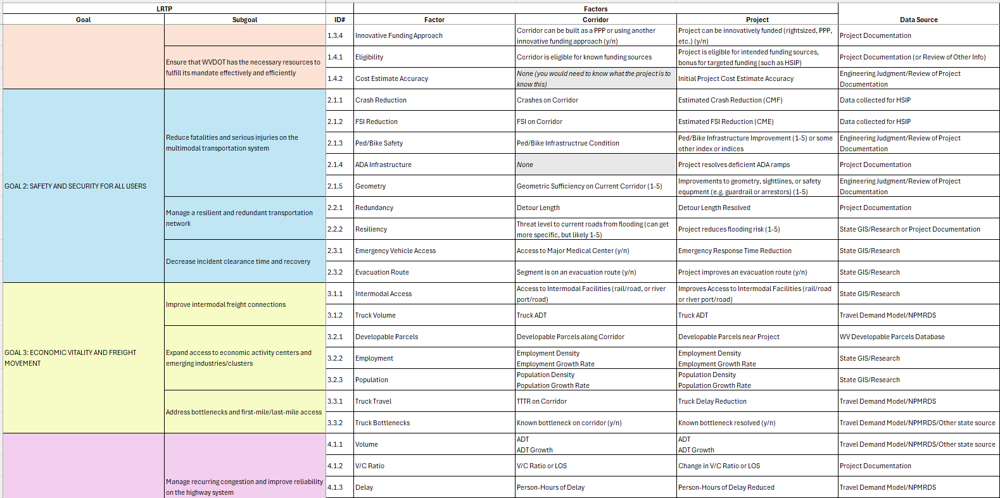 LRTP
Factors
Goal
Subgoal
ID#
Factor
Corridor
Project
Data Source
1.3.4
Innovative Funding Approach
Corridor can be built as a PPP or using another
innovative funding approach (y/n)
Project can be innovatively funded (rightsized, PPP,
etc.) (y/n)
Project Documentation
Ensure that WVDOT has the necessary resources to
fulfill its mandate effectively and efficiently
1.4.1
Eligibility
Corridor is eligible for known funding sources
Project is eligible for intended funding sources,
bonus for targeted funding (such as HSIP)
Project Documentation (or Review of Other Info)
1.4.2
Cost Estimate Accuracy
None (you would need to know what the project is to
know this)
Initial Project Cost Estimate Accuracy
Engineering Judgment/Review of Project
Documentation
GOAL 2: SAFETY AND SECURITY FOR ALL USERS
Reduce fatalities and serious injuries on the
multimodal transportation system
2.1.1
Crash Reduction
Crashes on Corridor
Estimated Crash Reduction (CMF)
Data collected for HSIP
2.1.2
FSI Reduction
FSI on Corridor
Estimated FSI Reduction (CME)
Data collected for HSIP
2.1.3
Ped/Bike Safety
Ped/Bike Infrastructrue Condition
Ped/Bike Infrastructure Improvement (1-5) or some
other index or indices
Engineering Judgment/Review of Project
Documentation
2.1.4
ADA Infrastructure
None
Project resolves deficient ADA ramps
Project Documentation
2.1.5
Geometry
Geometric Sufficiency on Current Corridor (1-5)
Improvements to geometry, sightlines, or safety
equpment (e.g. guardrail or arrestors) (1-5)
Engineering Judgment/Review of Project
Documentation
Manage a resilient and redundant transportation
network
2.2.1
Redundancy
Detour Length
Detour Length Resolved
Project Documentation
2.2.2
Resiliency
Threat level to current roads from flooding (can get
more specific, but likely 1-5)
Project reduces flooding risk (1-5)
State GIS/Research or Project Documentation
Decrease incident clearance time and recovery
2.3.1
Emergency Vehicle Access
Access to Major Medical Center (y/n)
Emergency Response Time Reduction
State GIS/Research
2.3.2
Evacuation Route
Segment is on an evacuation route (y/n)
Project improves an evacuation route (y/n)
State GIS/Research
GOAL 3: ECONOMIC VITALITY AND FREIGHT
MOVEMENT
Improve intermodal freight connections
3.1.1
Intermodal Access
Access to Intermodal Facilities (rail/road, or river
port/road)
Improves Access to Intermodal Facilities (rail/road
or river port/road)
State GIS/Research
3.1.2
Truck Volume
Truck ADT
Truck ADT
Travel Demand Model/NPMRDS
Expand access to economic activity centers and
emerging industries/clusters
3.2.1
Developable Parcels
Developable Parcels along Corridor
Developable Parcels near Project
WV Developable Parcels Database
3.2.2
Employment
Employment Density
Employment Growth Rate
Employment Density
Employment Growth Rate
State GIS/Research
3.2.3
Population
Population Density
Population Growth Rate
Population Density
Population Growth Rate
State GIS/Research
Address bottlenecks and first-mile/last-mile access
3.3.1
Truck Travel
TTTR on Corridor
Truck Delay Reduction
Travel Demand Model/NPMRDS
3.3.2
Truck Bottlenecks
Known bottleneck on corridor (y/n)
Known bottleneck resolved (y/n)
Travel Demand Model/NPMRDS/Other state source
Manage recurring congestion and improve reliability
on the highway system
4.1.1
Volume
ADT
ADT Growth
ADT
ADT Growth
Travel Demand Model/NPMRDS/Other state source
4.1.2
V/C Ratio
V/C Ratio or LOS
Change in V/C Ratio or LOS
Project Documentation
4.1.3
Delay
Person-Hours of Delay
Person-Hours of Delay Reduced
Travel Demand Model/NPMRDS